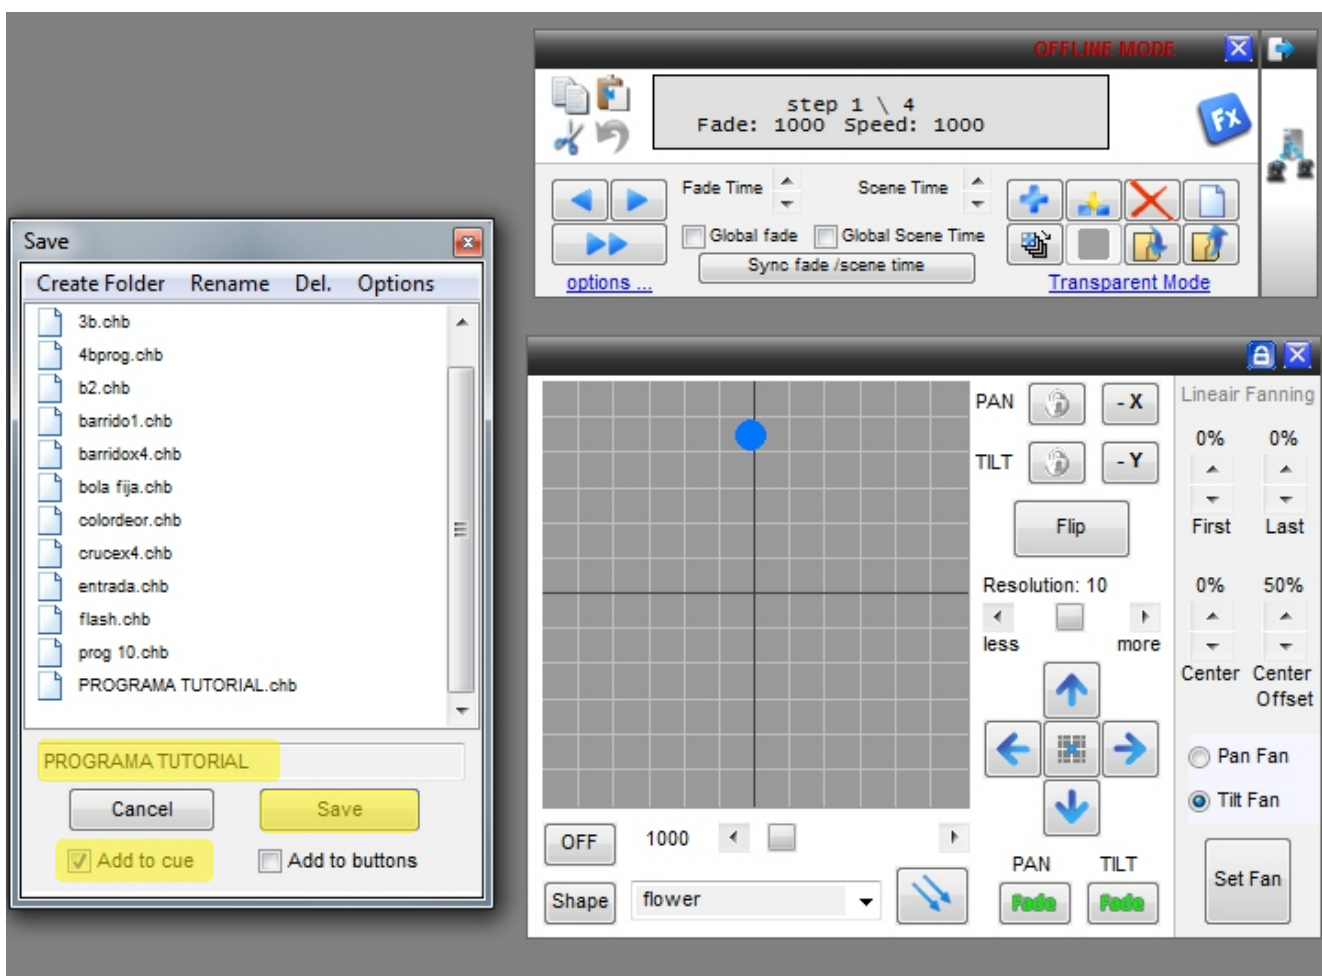 OFFLINE MODE
step 1 \ 4
Fade: 1000 Speed: 1000
Fx
Fade Time
Scene Time
Global fade
Global Scene Time
Sync fade /scene time
options ...
Transparent Mode
Save
Create Folder Rename Del. Options
3b.chb
4bprog.chb
b2.chb
barrido1.chb
barridox4.chb
bola fija.chb
colordeor.chb
crucex4.chb
entrada.chb
flash.chb
prog 10.chb
PROGRAMA TUTORIAL.chb
PROGRAMA TUTORIAL
Cancel Save
Add to cue Add to buttons
PAN - X
TILT - Y
Flip
Resolution: 10
less more
PAN TILT
Fade Fade
OFF 1000
Shape flower
Lineair Fanning
0% 0%
First Last
0% 50%
Center Center
Offset
Pan Fan
Tilt Fan
Set Fan